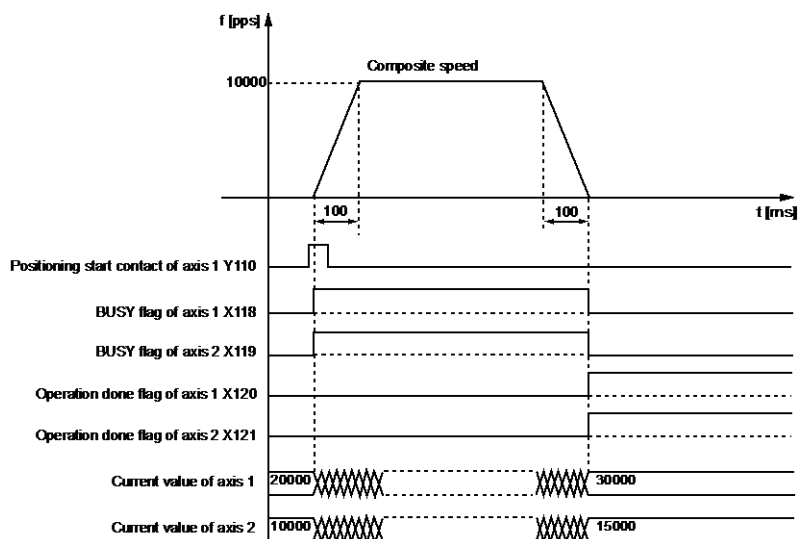 f [pps]
Composite speed
10000
100
100
t [ms]
Positioning start contact of axis 1 Y110
BUSY flag of axis 1 X118
BUSY flag of axis 2 X119
Operation done flag of axis 1 X120
Operation done flag of axis 2 X121
Current value of axis 1
20000
30000
Current value of axis 2
10000
15000